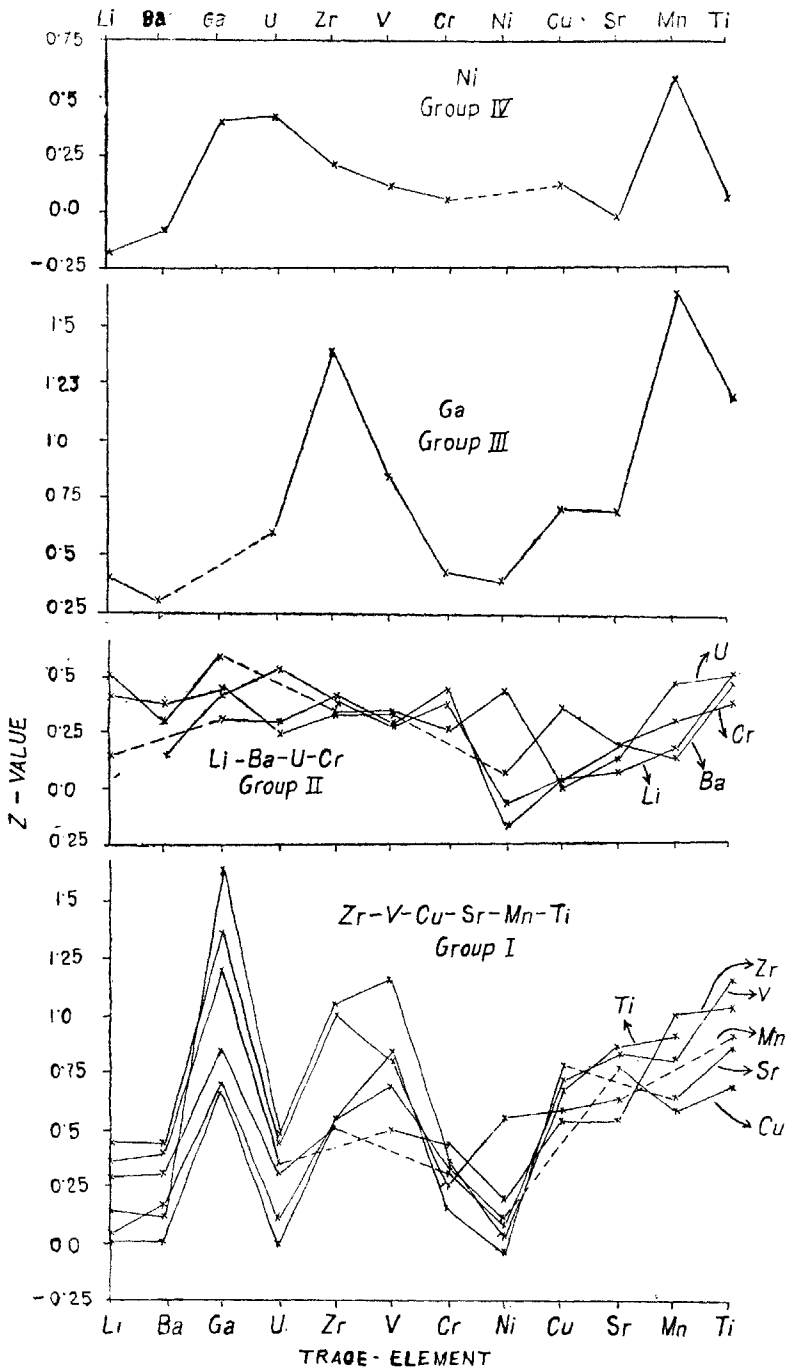 Li Ba Ga U Zr V Cr Ni Cu Sr Mn Ti
0·75
0·5
0·25
0·0
-0·25
Ni
Group IV
1·5
1·23
1·0
0·75
0·5
0·25
Ga
Group III
0·5
0·25
0·0
0·25
Li-Ba-U-Cr
Group II
U
Cr
Ba
Li
Z - VALUE
1·5
1·25
1·0
0·75
0·5
0·25
0·0
-0·25
Zr-V-Cu-Sr-Mn-Ti
Group I
Ti
Zr
V
Mn
Sr
Cu
Li Ba Ga U Zr V Cr Ni Cu Sr Mn Ti
TRAOE - ELEMENT